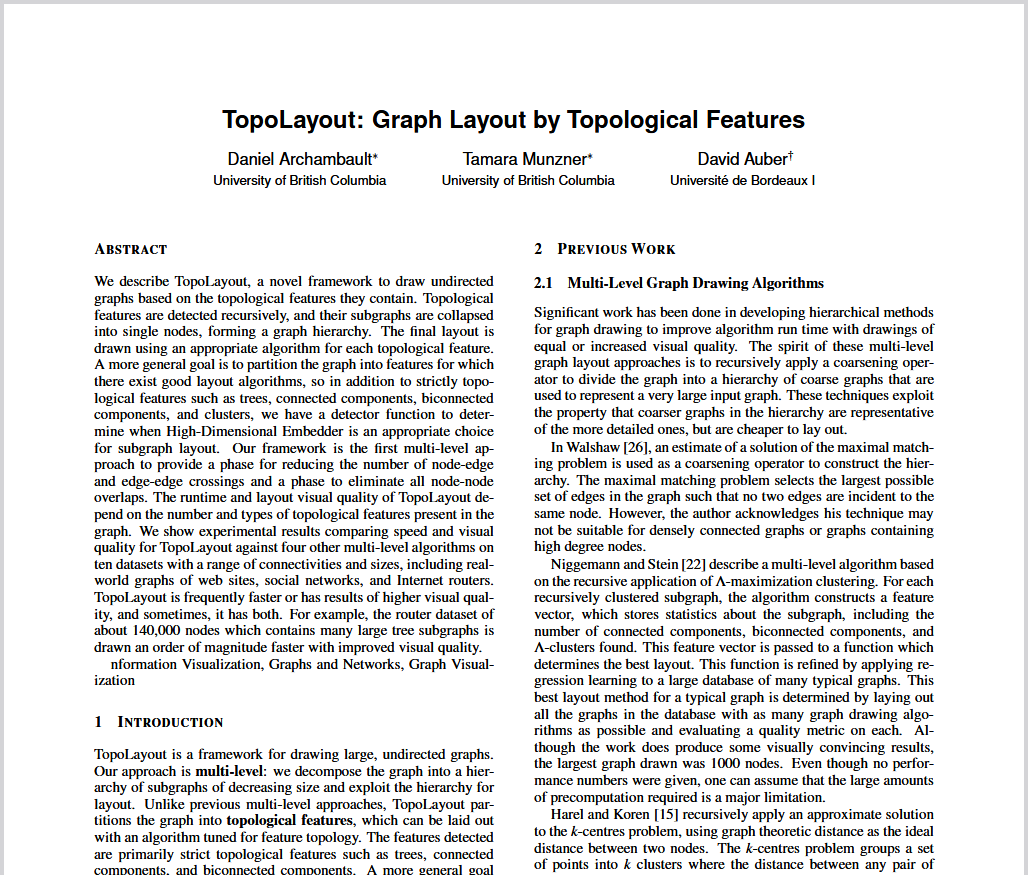 TopoLayout: Graph Layout by Topological Features
Daniel Archambault* Tamara Munzner* David Auber†
University of British Columbia University of British Columbia Université de Bordeaux I
ABSTRACT
We describe TopoLayout, a novel framework to draw undirected
graphs based on the topological features they contain. Topological
features are detected recursively, and their subgraphs are collapsed
into single nodes, forming a graph hierarchy. The final layout is
drawn using an appropriate algorithm for each topological feature.
A more general goal is to partition the graph into features for which
there exist good layout algorithms, so in addition to strictly topo-
logical features such as trees, connected components, biconnected
components, and clusters, we have a detector function to deter-
mine when High-Dimensional Embedder is an appropriate choice
for subgraph layout. Our framework is the first multi-level ap-
proach to provide a phase for reducing the number of node-edge
and edge-edge crossings and a phase to eliminate all node-node
overlaps. The runtime and layout visual quality of TopoLayout de-
pend on the number and types of topological features present in the
graph. We show experimental results comparing speed and visual
quality for TopoLayout against four other multi-level algorithms on
ten datasets with a range of connectivities and sizes, including real-
world graphs of web sites, social networks, and Internet routers.
TopoLayout is frequently faster or has results of higher visual qual-
ity, and sometimes, it has both. For example, the router dataset of
about 140,000 nodes which contains many large tree subgraphs is
drawn an order of magnitude faster with improved visual quality.
nformation Visualization, Graphs and Networks, Graph Visual-
ization
1 INTRODUCTION
TopoLayout is a framework for drawing large, undirected graphs.
Our approach is multi-level: we decompose the graph into a hier-
archy of subgraphs of decreasing size and exploit the hierarchy for
layout. Unlike previous multi-level approaches, TopoLayout par-
titions the graph into topological features, which can be laid out
with an algorithm tuned for feature topology. The features detected
are primarily strict topological features such as trees, connected
components, and biconnected components. A more general goal
2 PREVIOUS WORK
2.1 Multi-Level Graph Drawing Algorithms
Significant work has been done in developing hierarchical methods
for graph drawing to improve algorithm run time with drawings of
equal or increased visual quality. The spirit of these multi-level
graph layout approaches is to recursively apply a coarsening oper-
ator to divide the graph into a hierarchy of coarse graphs that are
used to represent a very large input graph. These techniques exploit
the property that coarser graphs in the hierarchy are representative
of the more detailed ones, but are cheaper to lay out.
In Walshaw [26], an estimate of a solution of the maximal match-
ing problem is used as a coarsening operator to construct the hier-
archy. The maximal matching problem selects the largest possible
set of edges in the graph such that no two edges are incident to the
same node. However, the author acknowledges his technique may
not be suitable for densely connected graphs or graphs containing
high degree nodes.
Niggemann and Stein [22] describe a multi-level algorithm based
on the recursive application of Λ-maximization clustering. For each
recursively clustered subgraph, the algorithm constructs a feature
vector, which stores statistics about the subgraph, including the
number of connected components, biconnected components, and
Λ-clusters found. This feature vector is passed to a function which
determines the best layout. This function is refined by applying re-
gression learning to a large database of many typical graphs. This
best layout method for a typical graph is determined by laying out
all the graphs in the database with as many graph drawing algo-
rithms as possible and evaluating a quality metric on each. Al-
though the work does produce some visually convincing results,
the largest graph drawn was 1000 nodes. Even though no perfor-
mance numbers were given, one can assume that the large amounts
of precomputation required is a major limitation.
Harel and Koren [15] recursively apply an approximate solution
to the k-centres problem, using graph theoretic distance as the ideal
distance between two nodes. The k-centres problem groups a set
of points into k clusters where the distance between any pair of